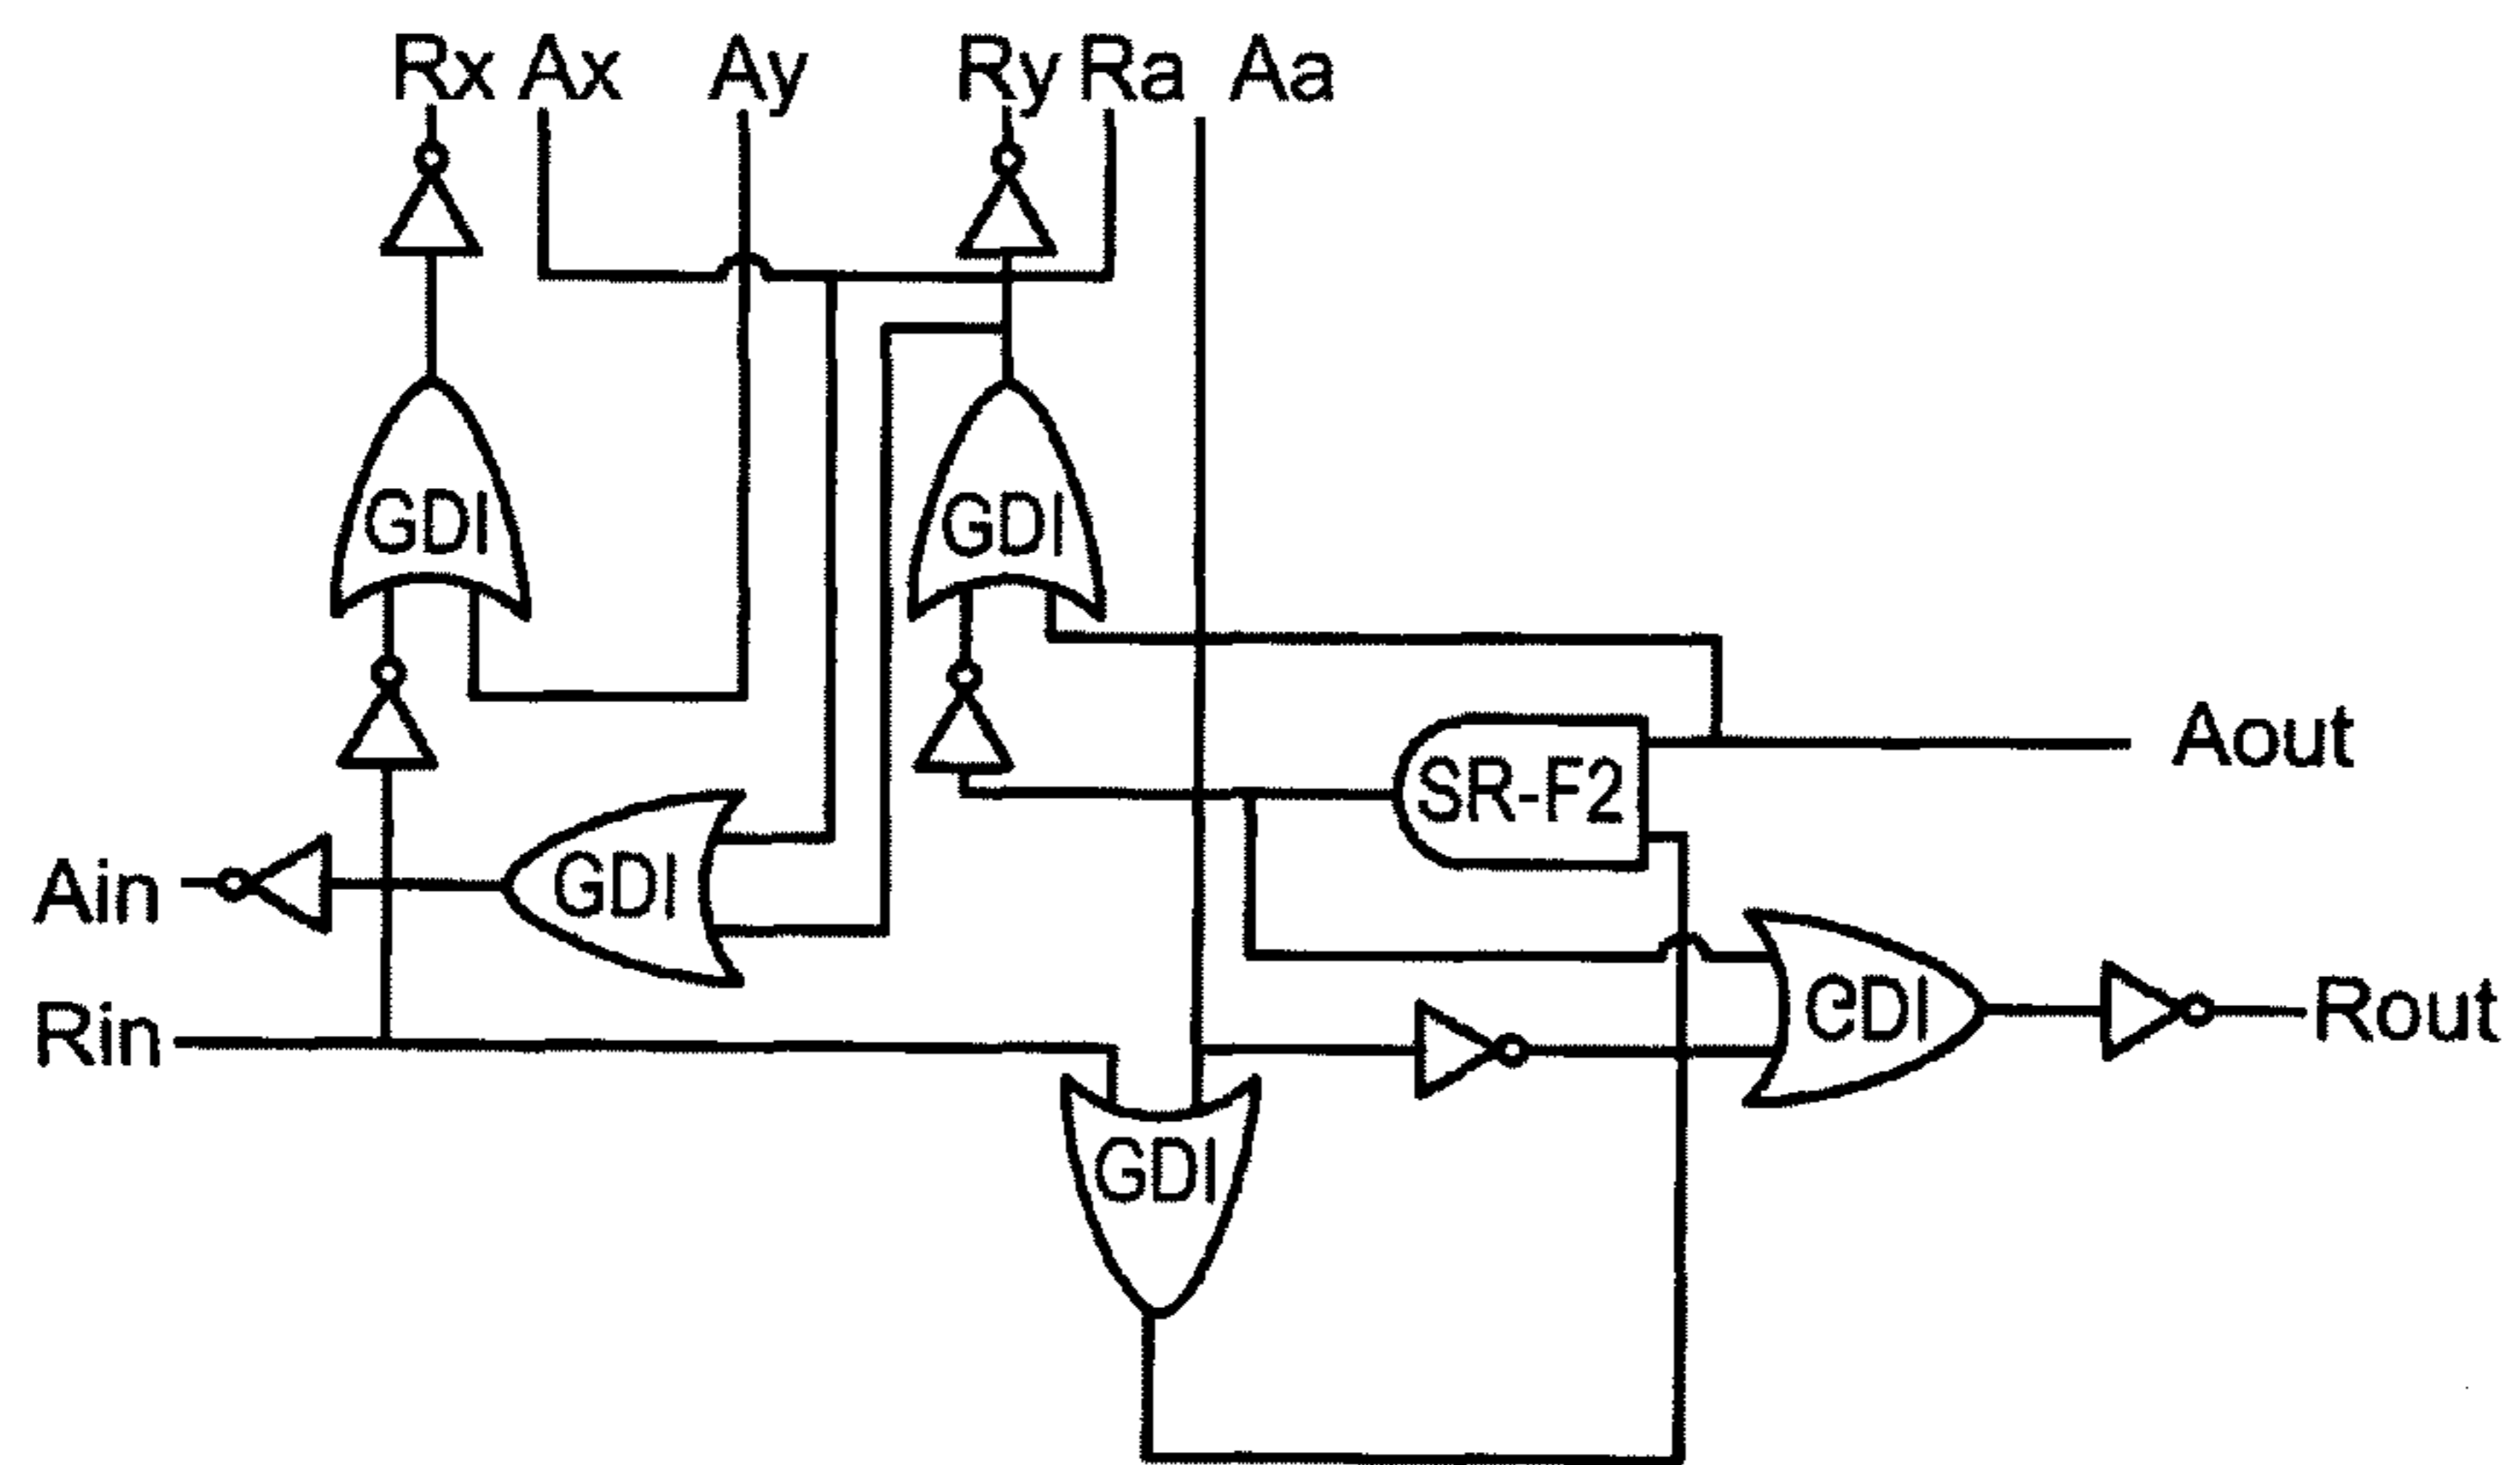 Rx Ax Ay Ry Ra Aa
GDI GDI
SR-F2 Aout
Ain GDI
GDI Rout
Rin
GDI